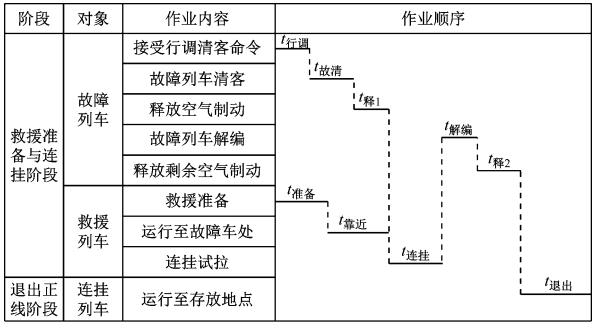 阶段 对象 作业内容 作业顺序
救援准
备与连
挂阶段
故障
列车
接受行调清客命令
故障列车清客
释放空气制动
故障列车解编
释放剩余空气制动
救援
列车
救援准备
运行至故障车处
连挂试拉
退出正
线阶段
连挂
列车
运行至存放地点
t行调
t故清
t释1
t解编
t释2
t准备
t靠近
t连挂
t退出